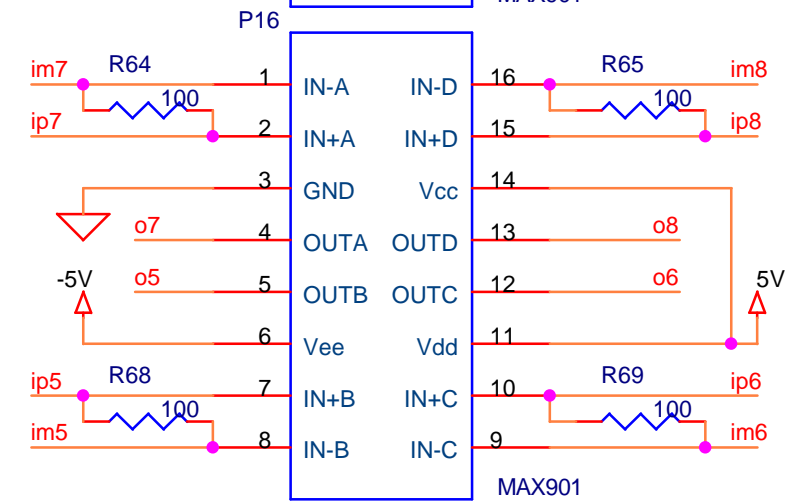 MAX901
P16
im7 R64 1 IN-A IN-D 16 R65 im8
100 100
ip7 2 IN+A IN+D 15 ip8
3 GND Vcc 14
o7 4 OUTA OUTD 13 o8
-5V o5 5 OUTB OUTC 12 o6 5V
6 Vee Vdd 11
ip5 R68 7 IN+B IN+C 10 R69 ip6
100 100
im5 8 IN-B IN-C 9 im6
MAX901